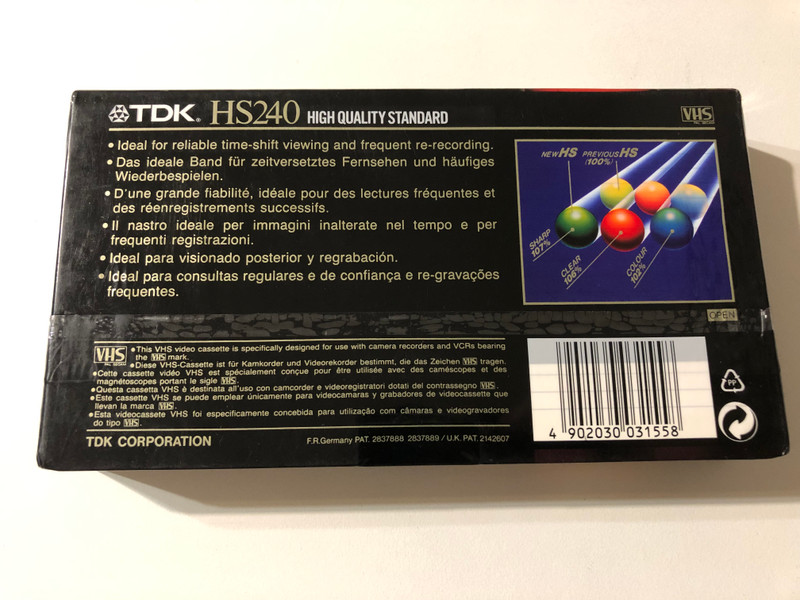 TDK. HS240 HIGH QUALITY STANDARD
VHS
• Ideal for reliable time-shift viewing and frequent re-recording.
• Das ideale Band für zeitversetztes Fernsehen und häufiges
Wiederbespielen.
• D'une grande fiabilité, idéale pour des lectures fréquentes et
des réenregistrements successifs.
• Il nastro ideale per immagini inalterate nel tempo e per
frequenti registrazioni.
• Ideal para visionado posterior y regrabación.
• Ideal para consultas regulares e de confiança e re-gravações
frequentes.
NEW HS
PREVIOUS HS
(100%)
SHARP
107%
CLEAR
106%
COLOUR
102%
OPEN
VHS
• This VHS video cassette is specifically designed for use with camera recorders and VCRs bearing
the VHS mark.
• Diese VHS-Cassette ist für Kamkorder und Videorekorder bestimmt, die das Zeichen VHS tragen.
• Cette cassette vidéo VHS est spécialement conçue pour être utilisée avec des caméscopes et des
magnétoscopes portant le sigle VHS.
• Questa cassetta VHS è destinata all'uso con camcorder e videoregistratori dotati del contrassegno VHS.
• Este cassette VHS se puede emplear únicamente para videocamaras y grabadores de videocassette que
llevan la marca VHS.
• Esta videocassete VHS foi especificamente concebida para utilização com câmaras e videogravadores
do tipo VHS.
TDK CORPORATION
F.R.Germany PAT. 2837888 2837889 / U.K. PAT. 2142607
4 902030 031558
PP